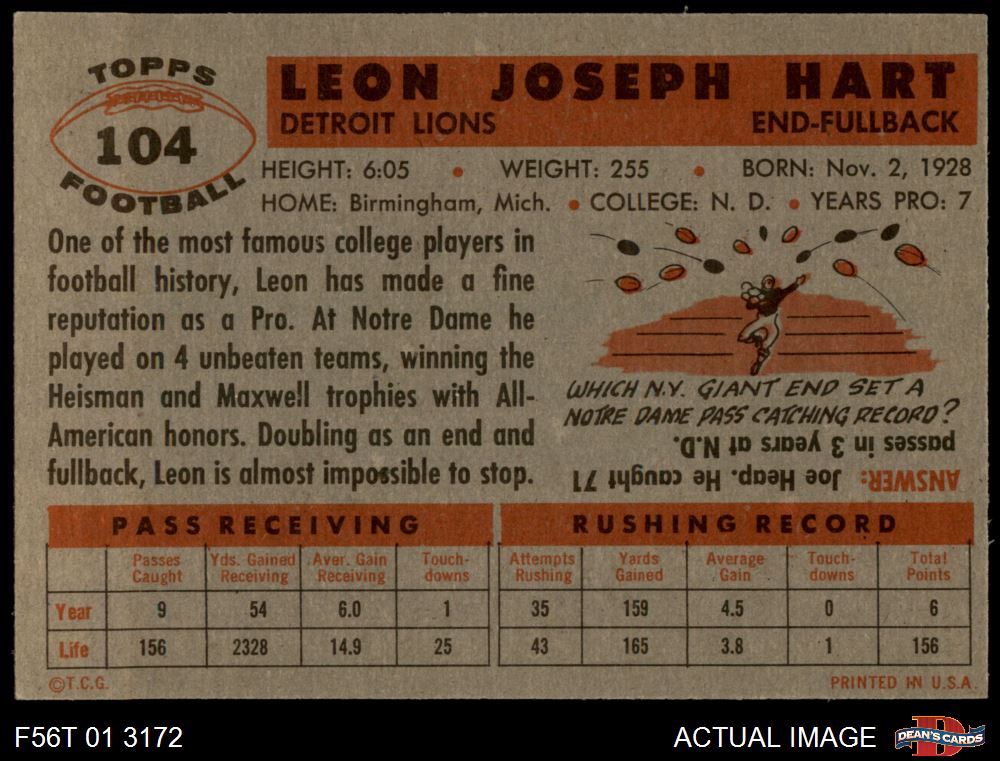 TOPPS
104
FOOTBALL
LEON JOSEPH HART
DETROIT LIONS END-FULLBACK
HEIGHT: 6:05 • WEIGHT: 255 • BORN: Nov. 2, 1928
HOME: Birmingham, Mich. • COLLEGE: N. D. • YEARS PRO: 7
One of the most famous college players in
football history, Leon has made a fine
reputation as a Pro. At Notre Dame he
played on 4 unbeaten teams, winning the
Heisman and Maxwell trophies with All-
American honors. Doubling as an end and
fullback, Leon is almost impossible to stop.
WHICH N.Y. GIANT END SET A
NOTRE DAME PASS CATCHING RECORD?
ANSWER: Joe Heap. He caught 71
passes in 3 years at N.D.
PASS RECEIVING
Passes Caught Yds. Gained Receiving Aver. Gain Receiving Touch-downs
Year 9 54 6.0 1
Life 156 2328 14.9 25
RUSHING RECORD
Attempts Rushing Yards Gained Average Gain Touch-downs Total Points
35 159 4.5 0 6
43 165 3.8 1 156
©T.C.G. PRINTED IN U.S.A.
F56T 01 3172 ACTUAL IMAGE DEAN'S CARDS